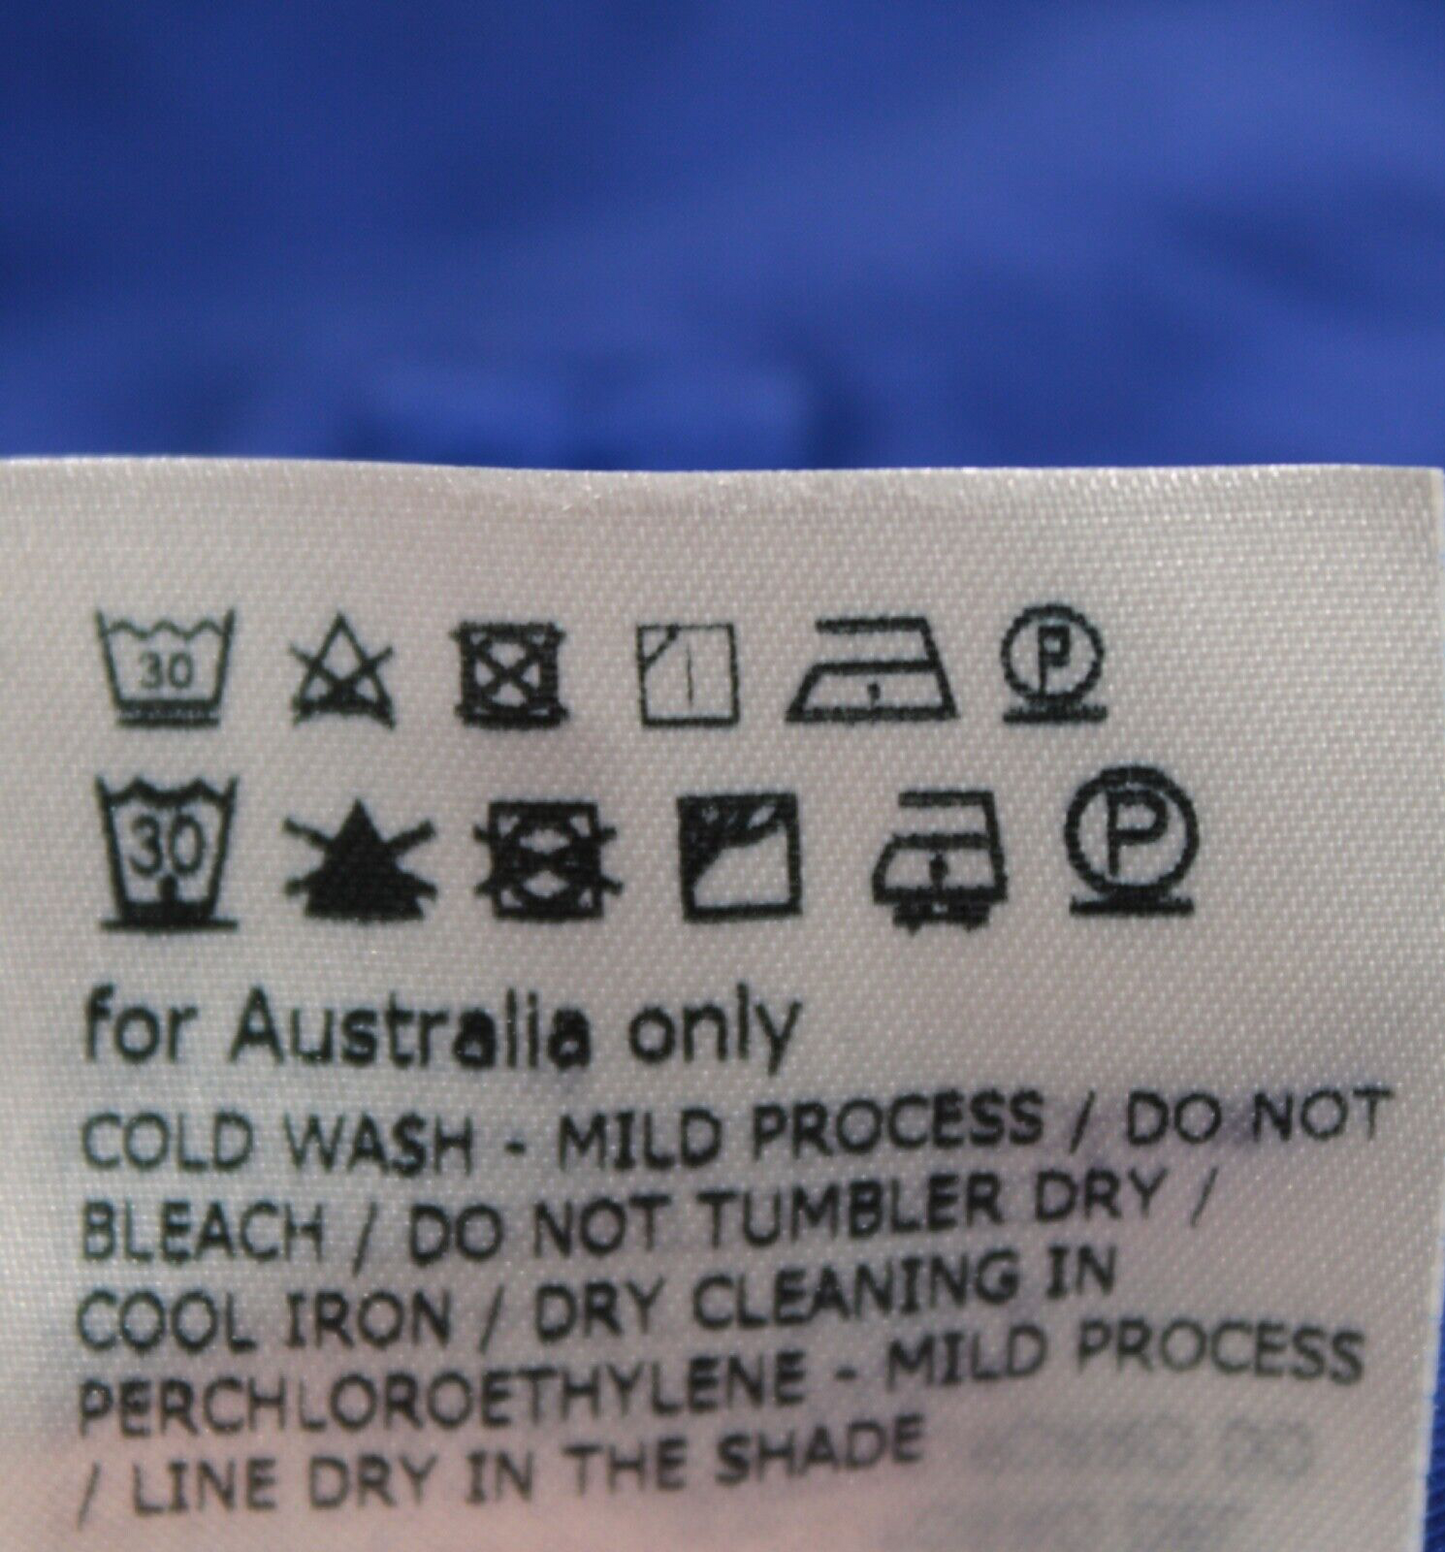 30
P
30
P
for Australia only
COLD WASH - MILD PROCESS / DO NOT
BLEACH / DO NOT TUMBLER DRY /
COOL IRON / DRY CLEANING IN
PERCHLOROETHYLENE - MILD PROCESS
/ LINE DRY IN THE SHADE